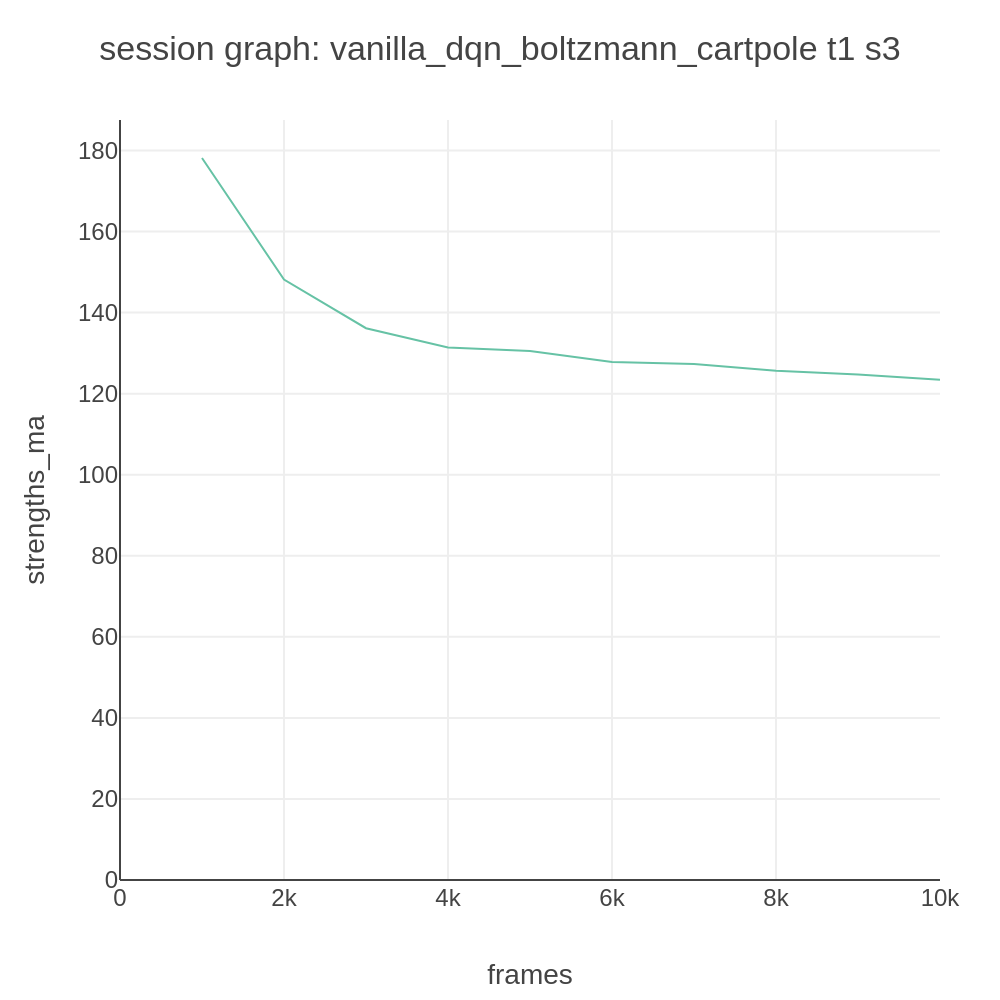 session graph: vanilla_dqn_boltzmann_cartpole t1 s3
180
160
140
120
100
80
60
40
20
0
strengths_ma
0 2k 4k 6k 8k 10k
frames